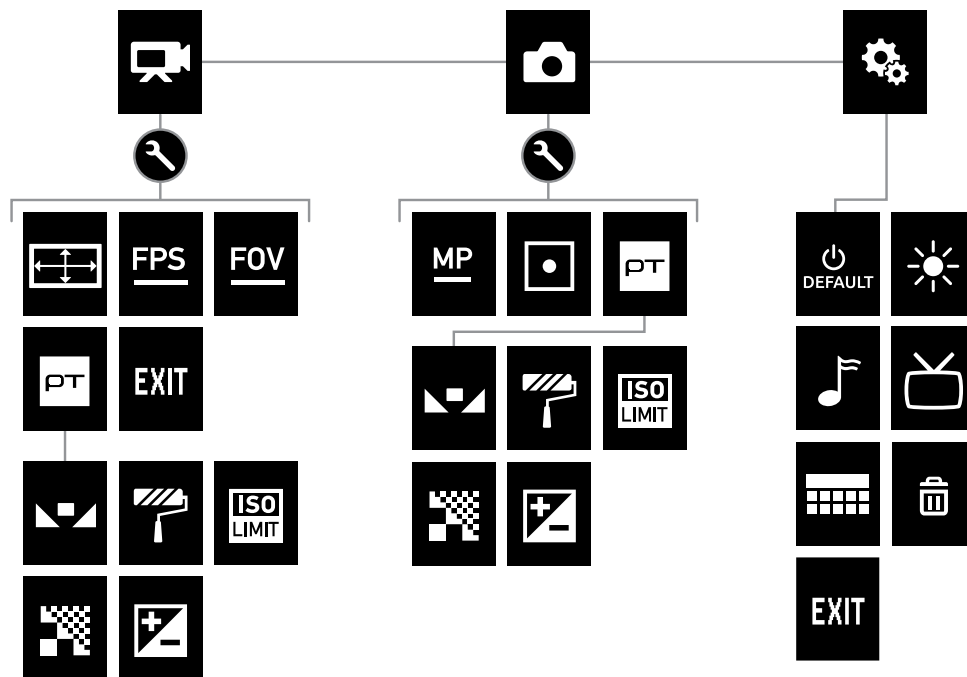 FPS
FOV
PT
EXIT
ISO
LIMIT
MP
PT
ISO
LIMIT
DEFAULT
EXIT